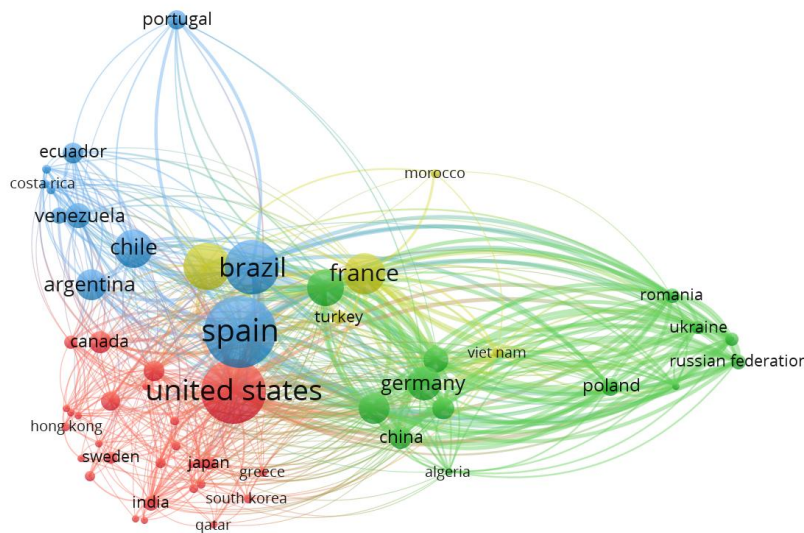 portugal
ecuador
morocco
costa rica
venezuela
chile
brazil
france
argentina
romania
turkey
spain
ukraine
canada
viet nam
russian federation
germany
poland
united states
hong kong
china
sweden
japan
greece
algeria
south korea
india
qatar